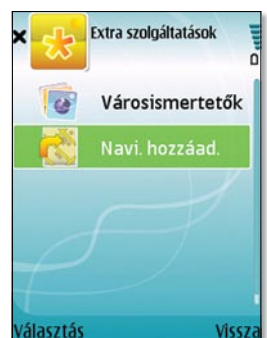 Extra szolgáltatások
D
Városismertetők
Navi. hozzáad.
Választás
Vissza